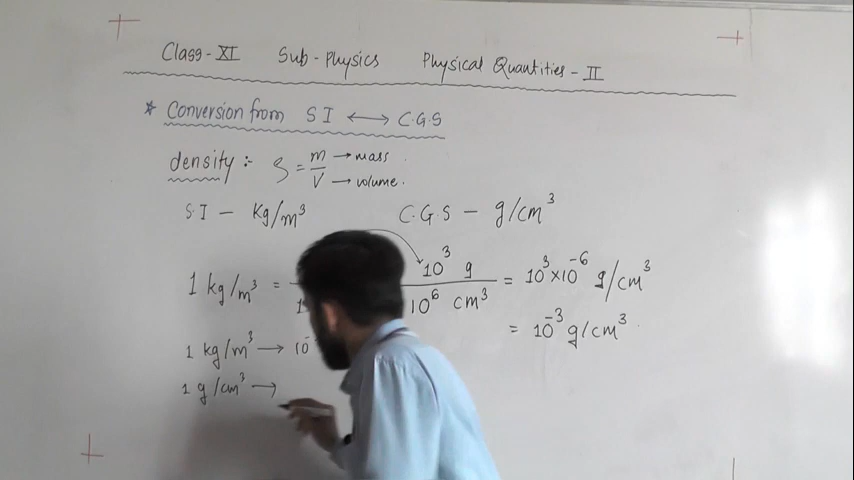 Class-XI Sub-Physics Physical Quantities-II
* Conversion from S I ⟷ C.G.S
density :- ρ = m/V → mass → volume.
S.I - Kg/m³ C.G.S - g/cm³
1 kg/m³ = 10³ g / 10⁶ cm³ = 10³×10⁻⁶ g/cm³
= 10⁻³ g/cm³.
1 kg/m³ → 10⁻
1 g/cm³ →